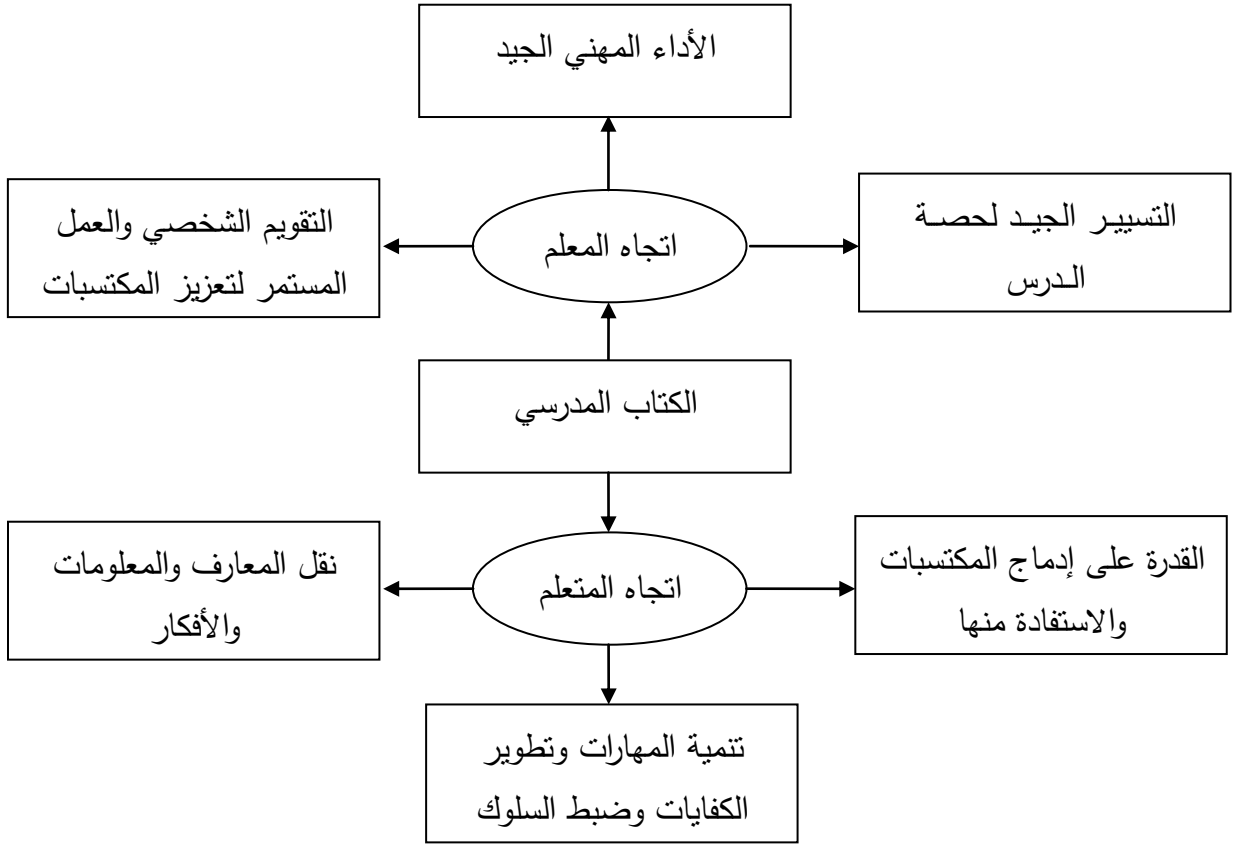 الأداء المهني الجيد
التسيير الجيد لحصة
الدرس
اتجاه المعلم
التقويم الشخصي والعمل
المستمر لتعزيز المكتسبات
الكتاب المدرسي
القدرة على إدماج المكتسبات
والاستفادة منها
اتجاه المتعلم
نقل المعارف والمعلومات
والأفكار
تنمية المهارات وتطوير
الكفايات وضبط السلوك